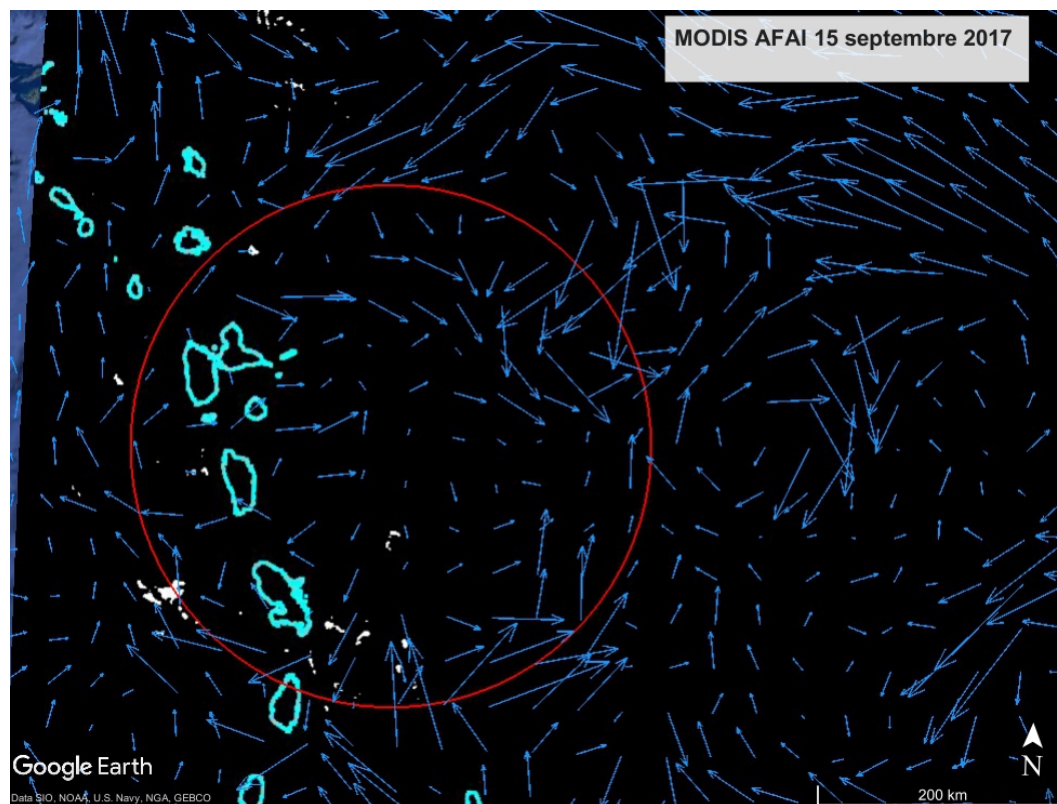 MODIS AFAI 15 septembre 2017
N
Google Earth
Data SIO, NOAA, U.S. Navy, NGA, GEBCO
200 km